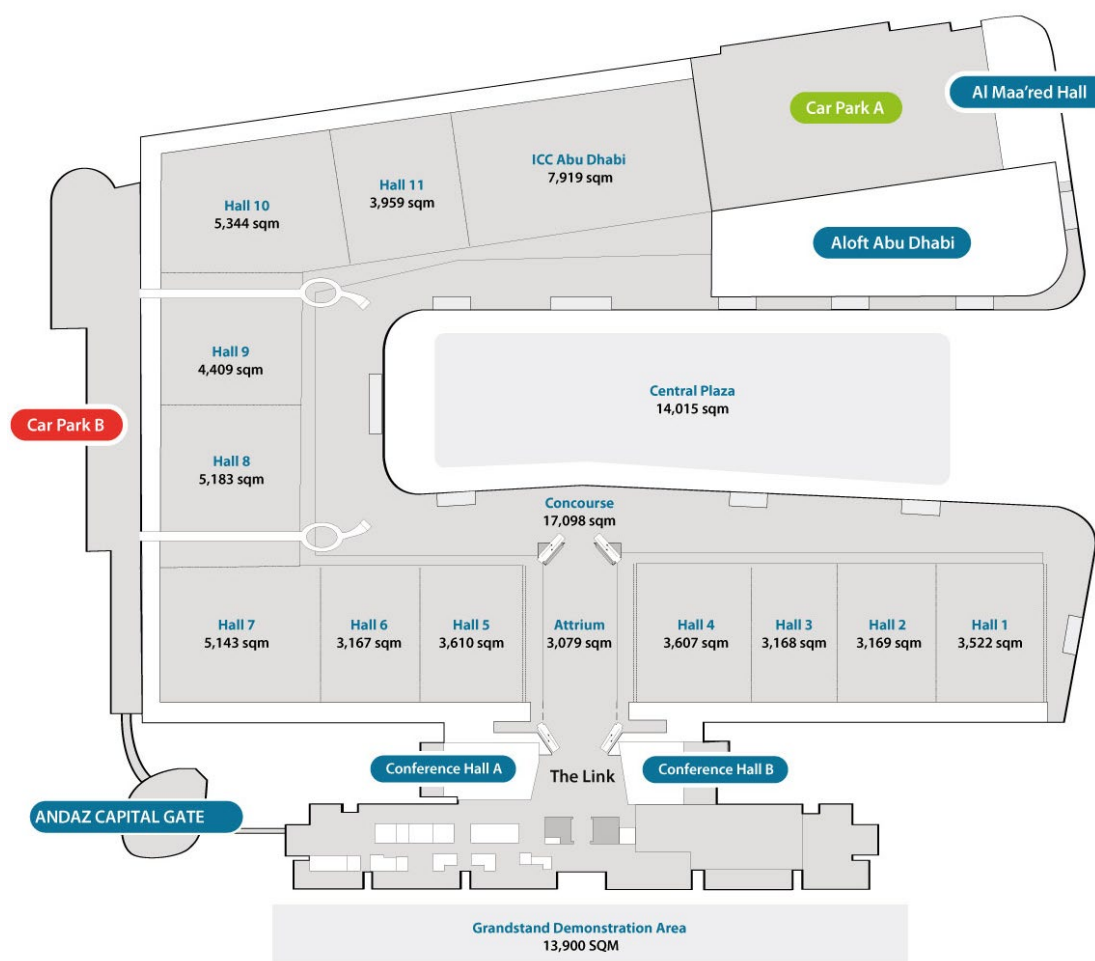 Car Park A
Al Maa'red Hall
ICC Abu Dhabi
7,919 sqm
Hall 11
3,959 sqm
Hall 10
5,344 sqm
Aloft Abu Dhabi
Hall 9
4,409 sqm
Central Plaza
14,015 sqm
Car Park B
Hall 8
5,183 sqm
Concourse
17,098 sqm
Hall 7
5,143 sqm
Hall 6
3,167 sqm
Hall 5
3,610 sqm
Attrium
3,079 sqm
Hall 4
3,607 sqm
Hall 3
3,168 sqm
Hall 2
3,169 sqm
Hall 1
3,522 sqm
Conference Hall A
The Link
Conference Hall B
ANDAZ CAPITAL GATE
Grandstand Demonstration Area
13,900 SQM